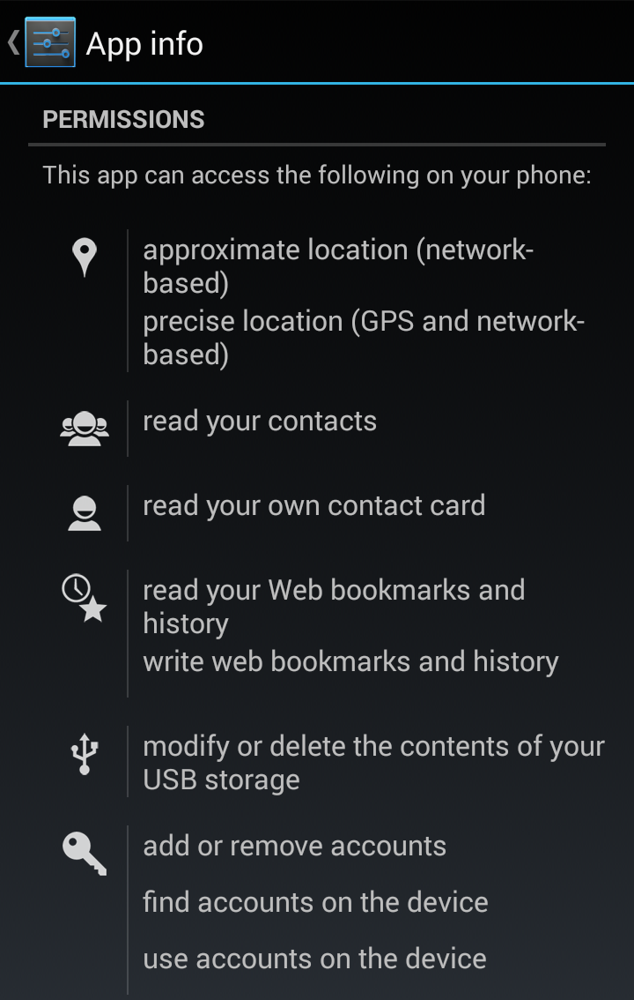 App info
PERMISSIONS
This app can access the following on your phone:
approximate location (network-
based)
precise location (GPS and network-
based)
read your contacts
read your own contact card
read your Web bookmarks and
history
write web bookmarks and history
modify or delete the contents of your
USB storage
add or remove accounts
find accounts on the device
use accounts on the device